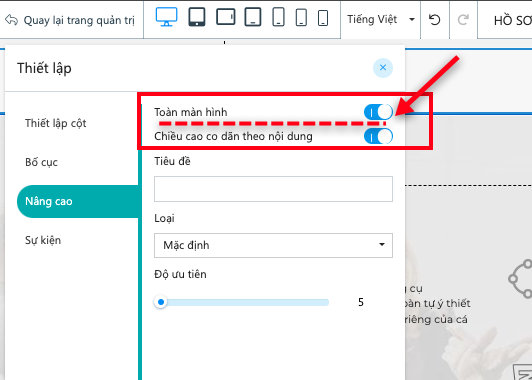 Quay lại trang quản trị
Tiếng Việt
HỒ SƠ
Thiết lập
Thiết lập cột
Bố cục
Nâng cao
Sự kiện
Toàn màn hình
Chiều cao co dãn theo nội dung
Tiêu đề
Loại
Mặc định
Độ ưu tiên
5
g cụ
oàn tự ý thiết
riêng của cá